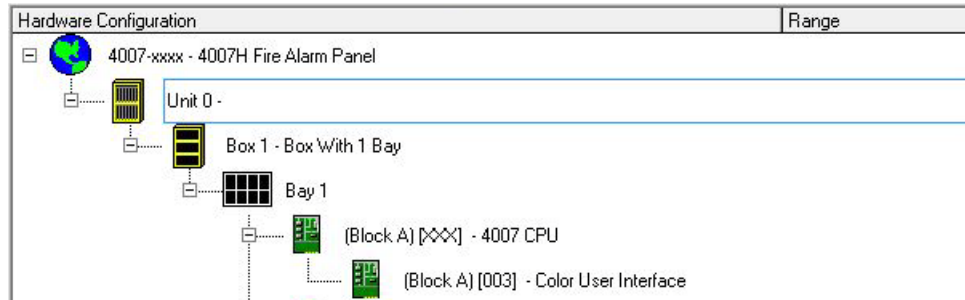 Hardware Configuration Range
4007-xxxx - 4007H Fire Alarm Panel
Unit 0 -
Box 1 - Box With 1 Bay
Bay 1
(Block A) [XXX] - 4007 CPU
(Block A) [003] - Color User Interface